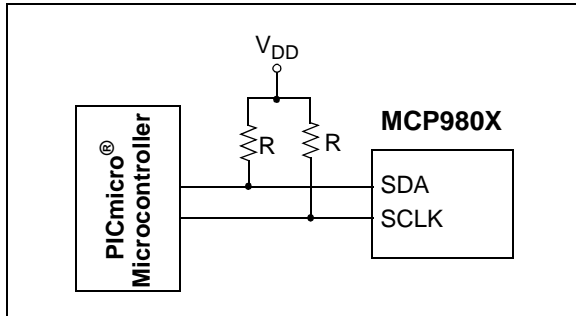 VDD
R
R
MCP980X
PICmicro®
Microcontroller
SDA
SCLK